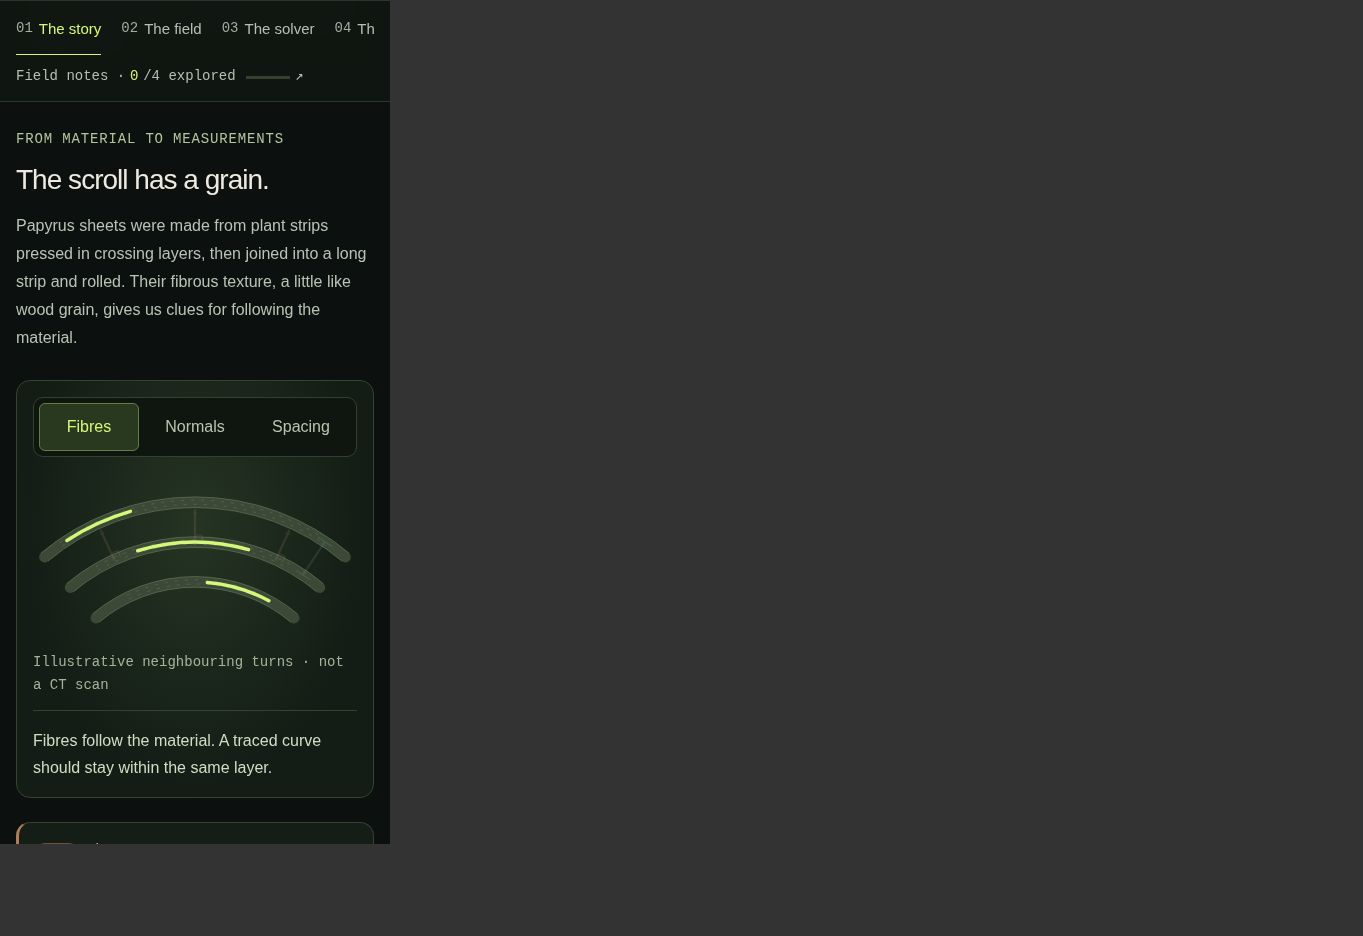 01 The story 02 The field 03 The solver 04 Th
Field notes · 0 /4 explored ↗
FROM MATERIAL TO MEASUREMENTS
The scroll has a grain.
Papyrus sheets were made from plant strips
pressed in crossing layers, then joined into a long
strip and rolled. Their fibrous texture, a little like
wood grain, gives us clues for following the
material.
Fibres Normals Spacing
Illustrative neighbouring turns · not
a CT scan
Fibres follow the material. A traced curve
should stay within the same layer.